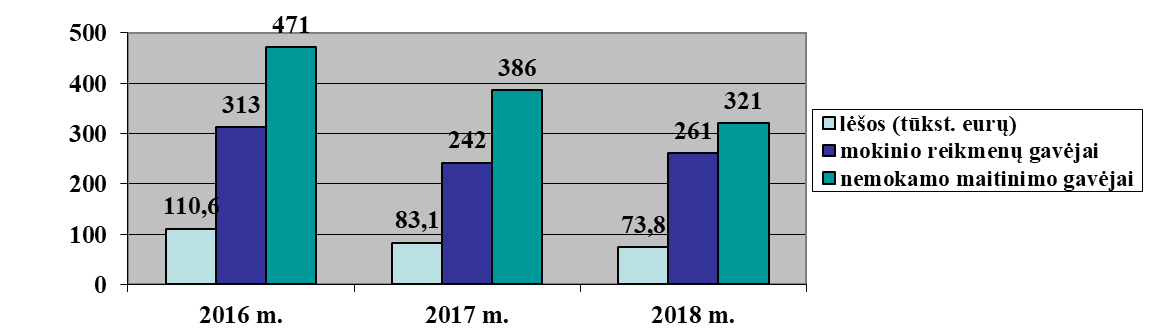 500
400
300
200
100
0
110,6
313
471
83,1
242
386
73,8
261
321
2016 m.
2017 m.
2018 m.
lėšos (tūkst. eurų)
mokinio reikmenų gavėjai
nemokamo maitinimo gavėjai